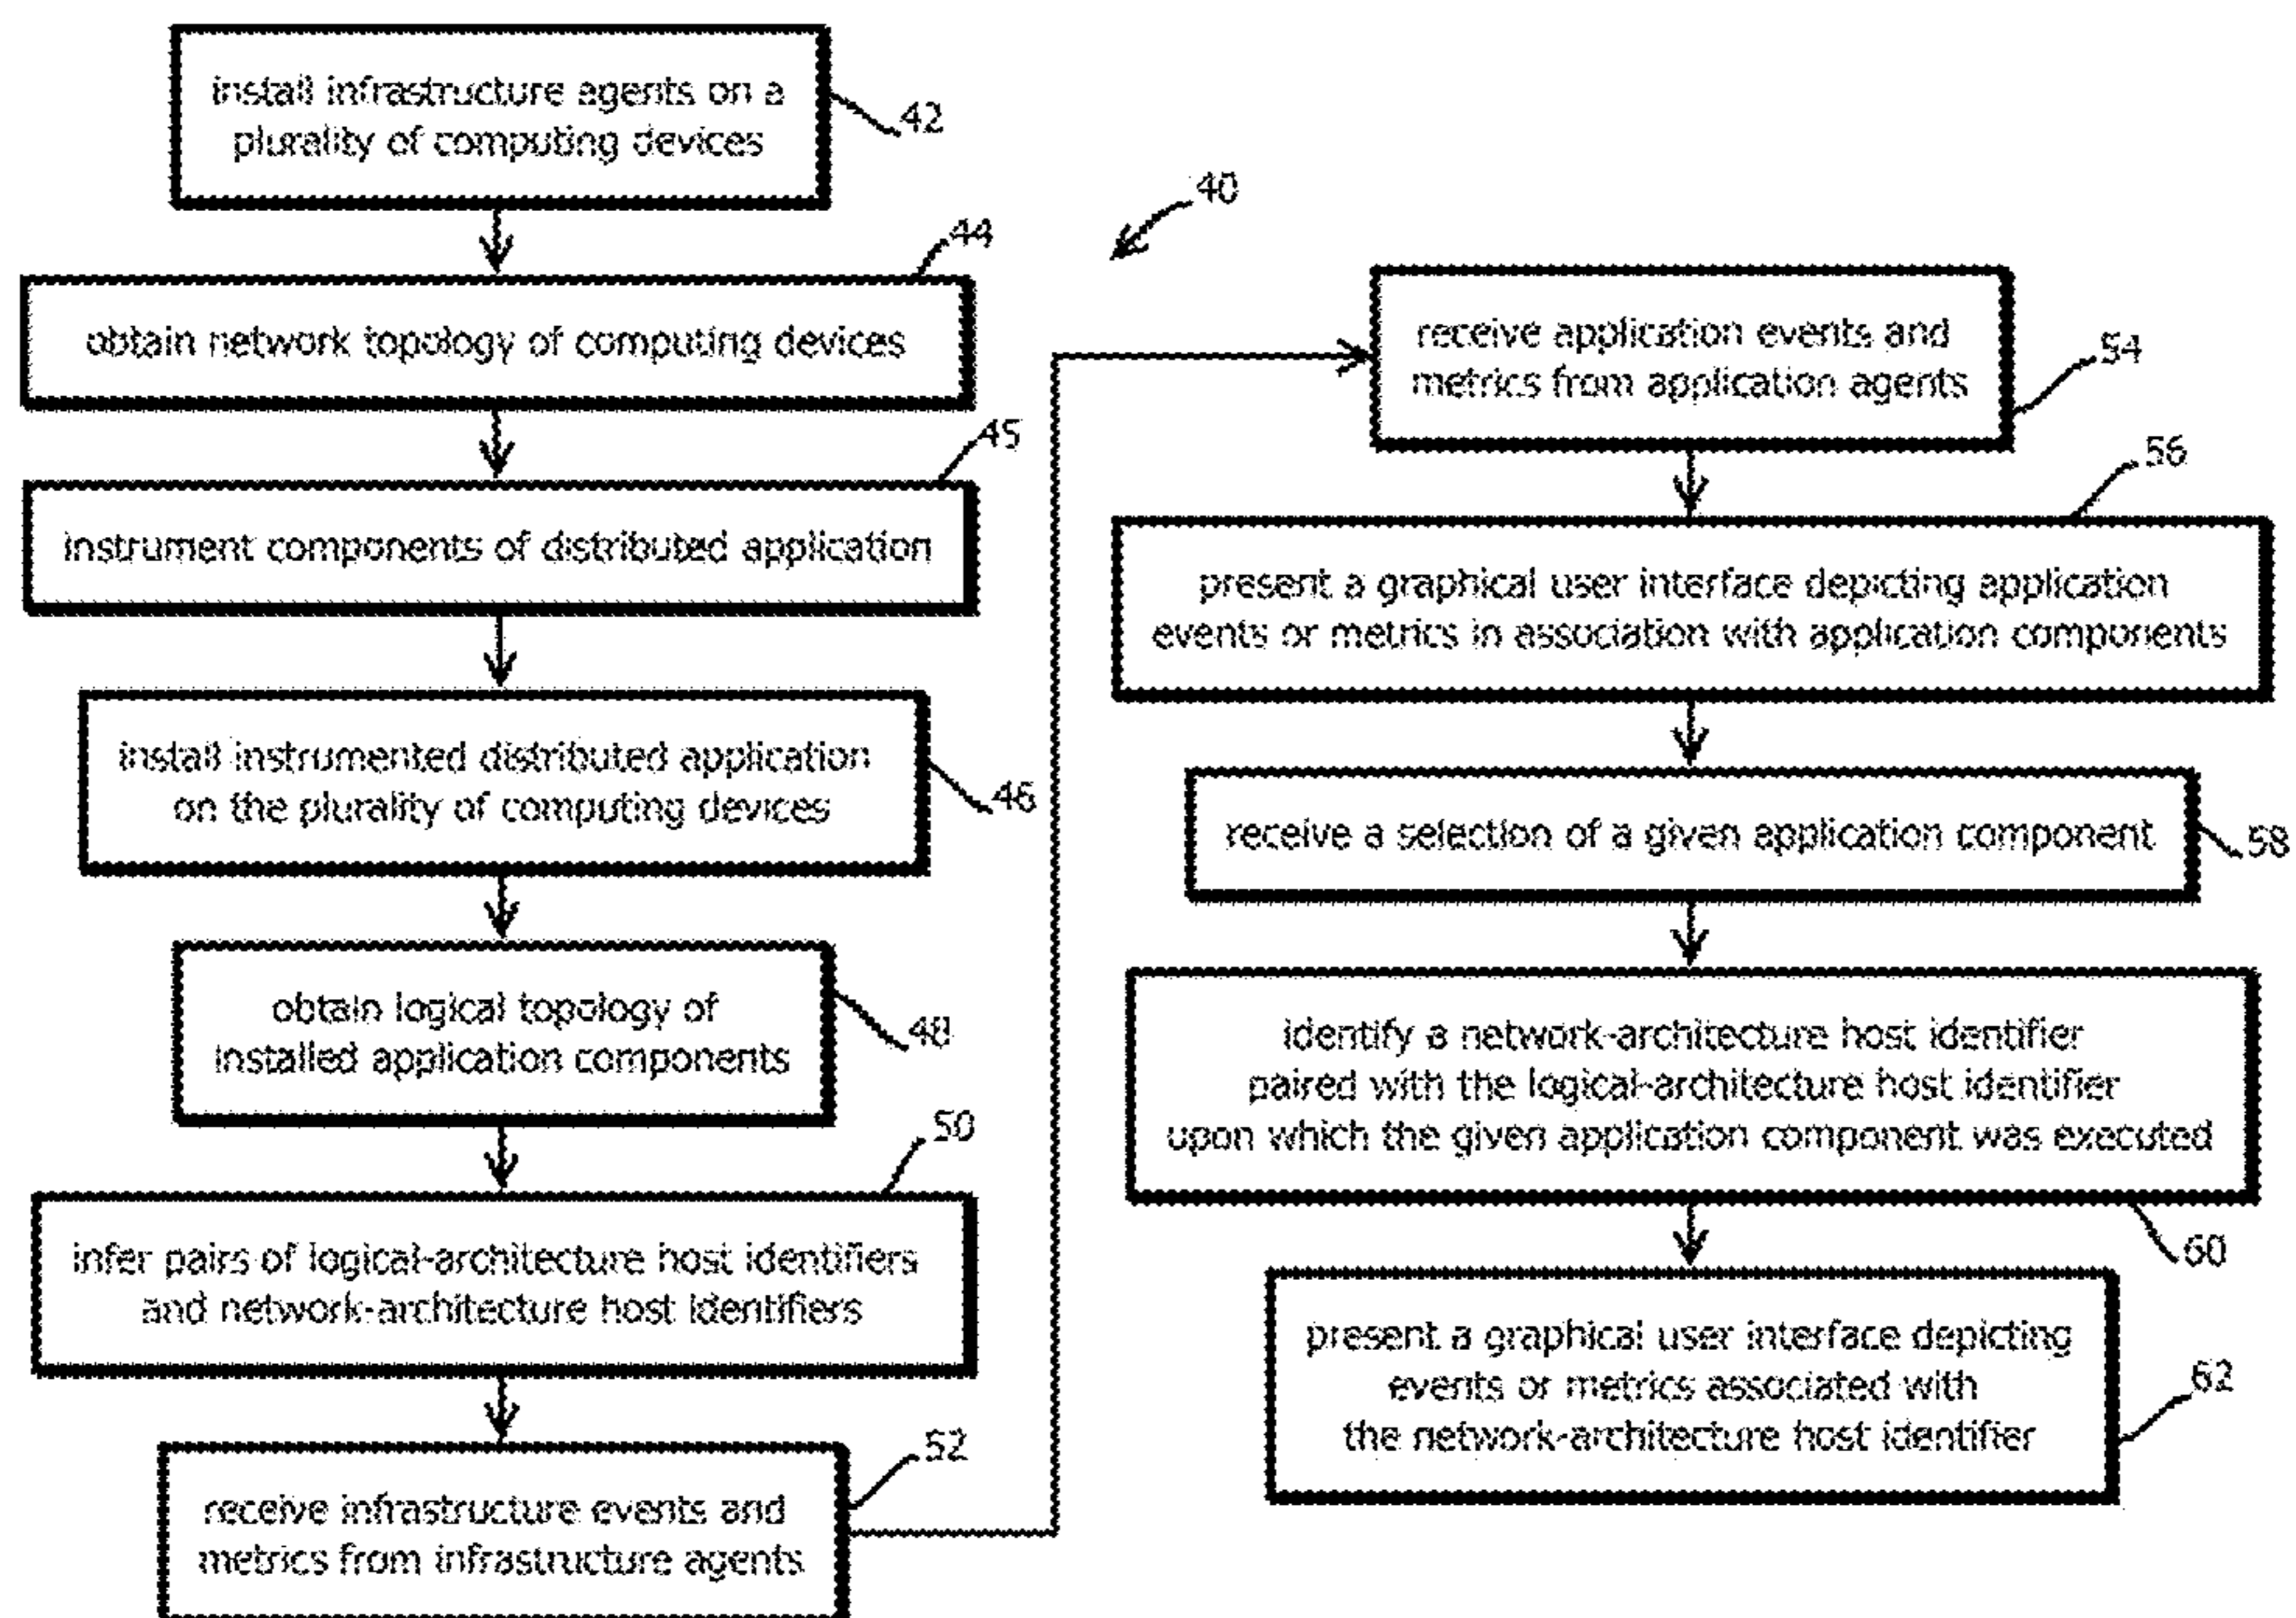 install infrastructure agents on a
plurality of computing devices
42
44
obtain network topology of computing devices
45
instrument components of distributed application
install instrumented distributed application
on the plurality of computing devices
46
obtain logical topology of
installed application components
48
50
infer pairs of logical-architecture host identifiers
and network-architecture host identifiers
52
receive infrastructure events and
metrics from infrastructure agents
40
receive application events and
metrics from application agents
54
56
present a graphical user interface depicting application
events or metrics in association with application components
receive a selection of a given application component
58
identify a network-architecture host identifier
paired with the logical-architecture host identifier
upon which the given application component was executed
60
present a graphical user interface depicting
events or metrics associated with
the network-architecture host identifier
62